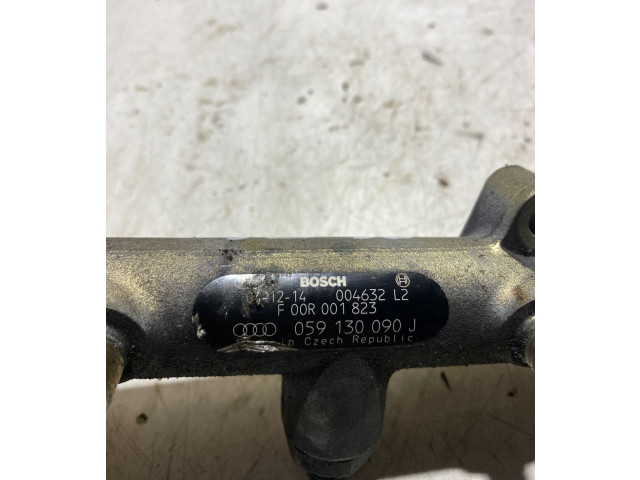 BOSCH
-12-14 004632 L2
F 00R 001 823
059 130 090 J
in Czech Republic